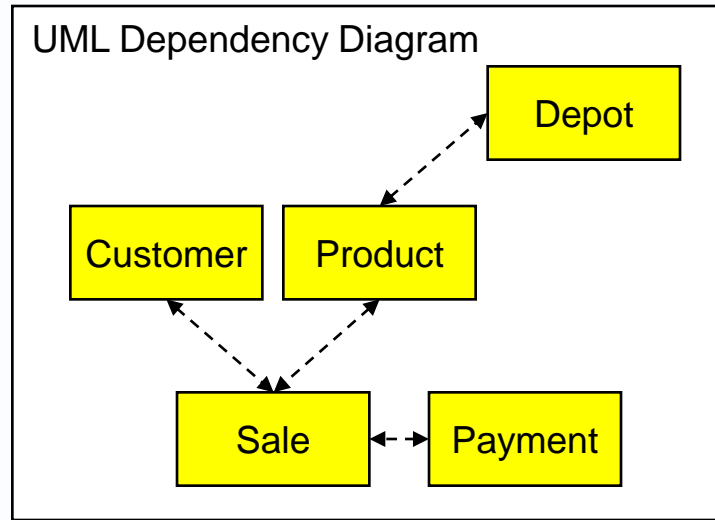 UML Dependency Diagram
Depot
Customer
Product
Sale
Payment